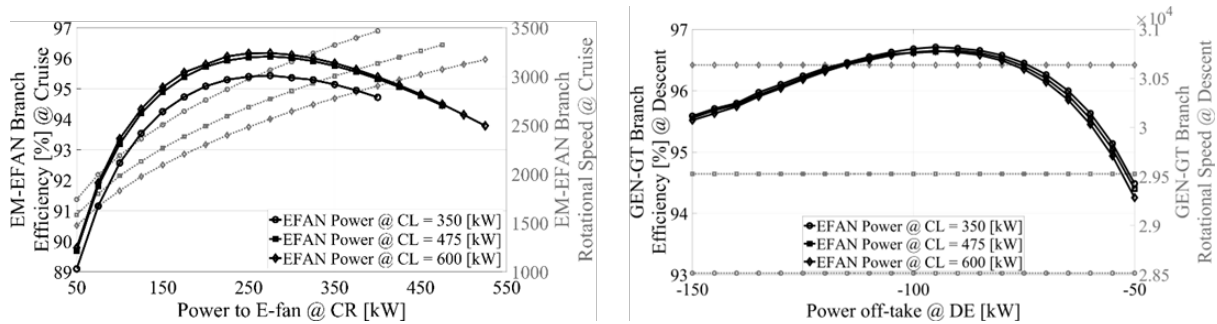 EM-EFAN Branch
Efficiency [%] @ Cruise
97
96
95
94
93
92
91
90
89
50
150
250
350
450
550
Power to E-fan @ CR [kW]
3500
3000
2500
2000
1500
1000
EM-EFAN Branch
Rotational Speed @ Cruise
EFAN Power @ CL = 350 [kW]
EFAN Power @ CL = 475 [kW]
EFAN Power @ CL = 600 [kW]
GEN-GT Branch
Efficiency [%] @ Descent
97
96
95
94
93
-150
-100
-50
Power off-take @ DE [kW]
×10⁴
3.1
3.05
3
2.95
2.9
2.85
GEN-GT Branch
Rotational Speed @ Descent
EFAN Power @ CL = 350 [kW]
EFAN Power @ CL = 475 [kW]
EFAN Power @ CL = 600 [kW]